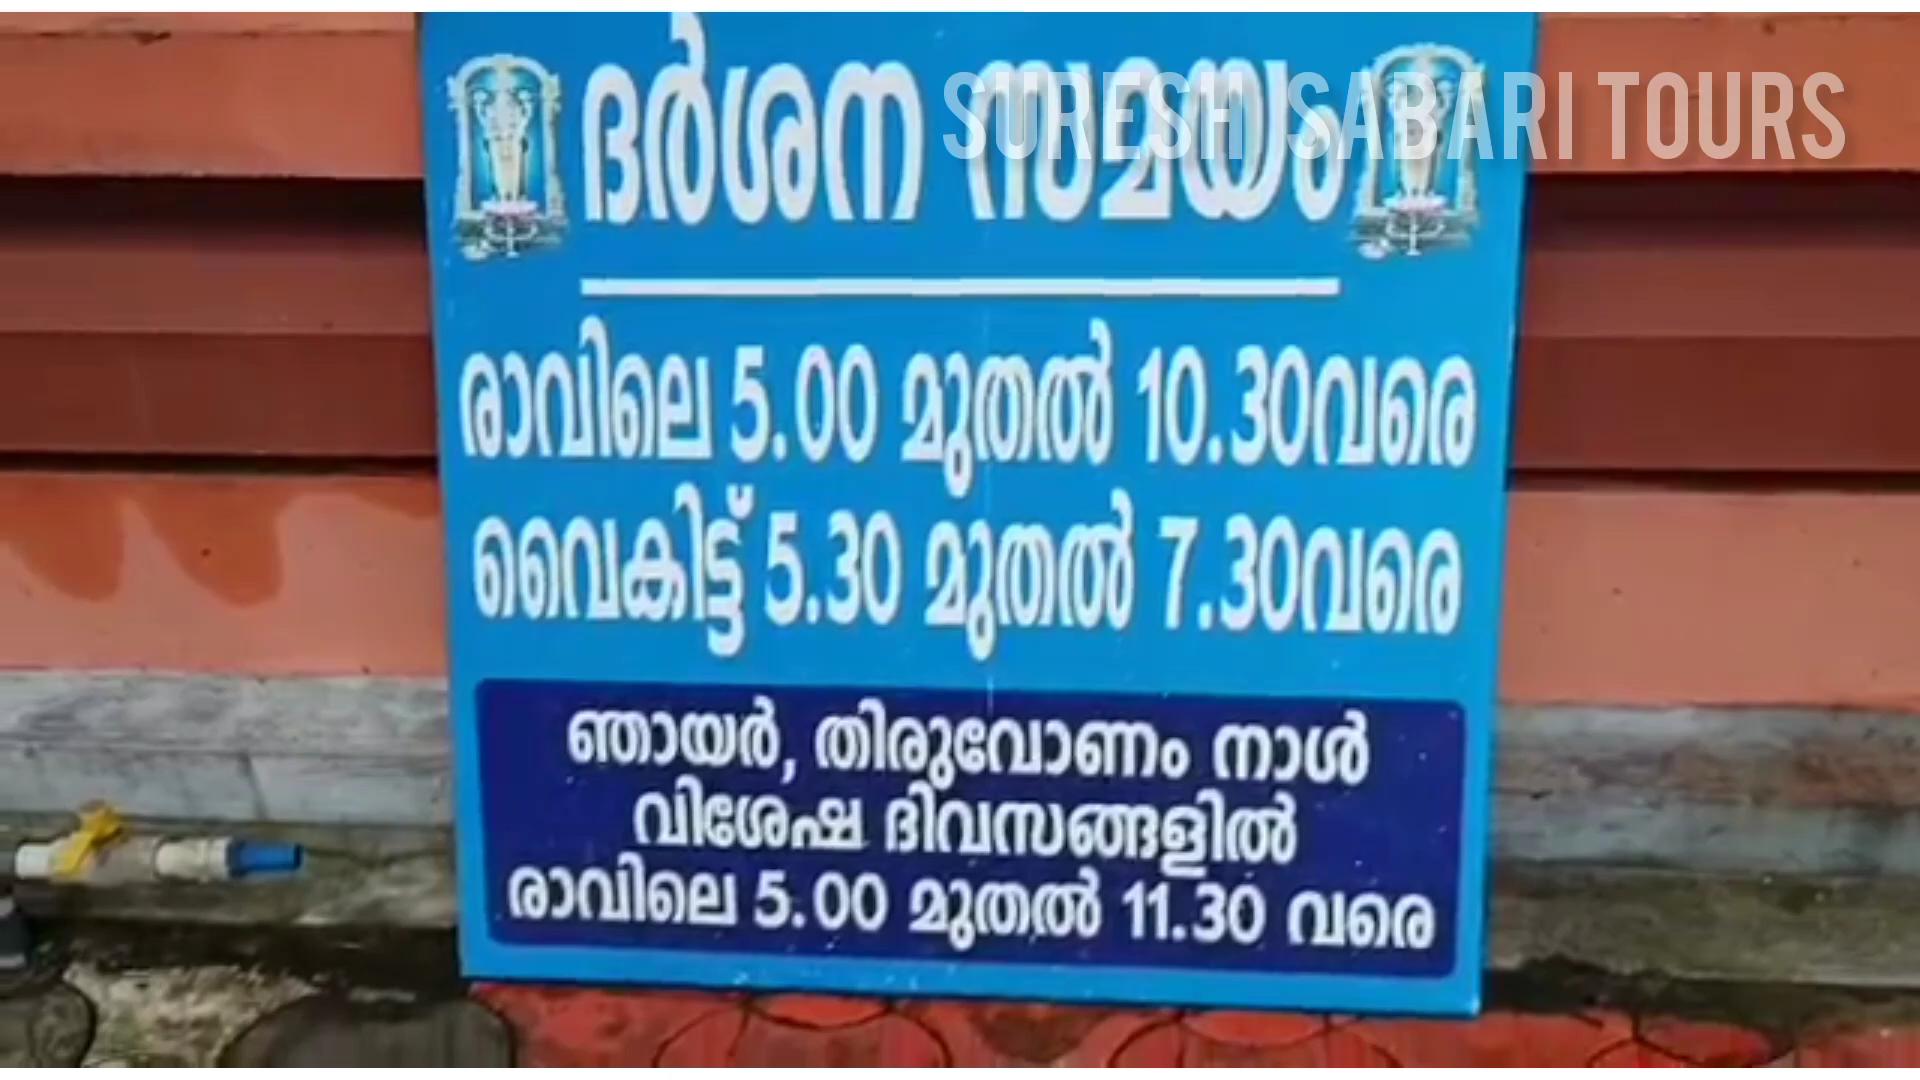 SURESH SABARI TOURS
ദർശന സമയം
രാവിലെ 5.00 മുതൽ 10.30വരെ
വൈകിട്ട് 5.30 മുതൽ 7.30വരെ
ഞായർ, തിരുവോണം നാൾ
വിശേഷ ദിവസങ്ങളിൽ
രാവിലെ 5.00 മുതൽ 11.30 വരെ